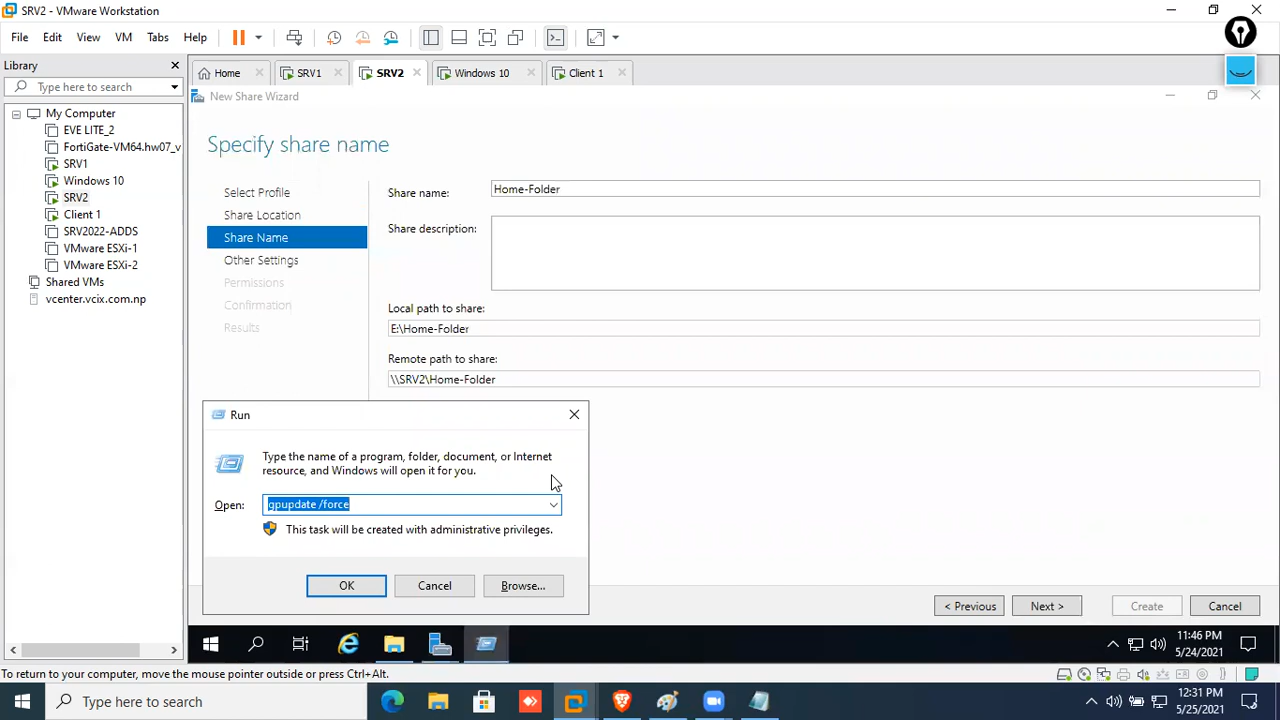 SRV2 - VMware Workstation
File Edit View VM Tabs Help
Library
Type here to search
My Computer
EVE LITE_2
FortiGate-VM64.hw07_v
SRV1
Windows 10
SRV2
Client 1
SRV2022-ADDS
VMware ESXi-1
VMware ESXi-2
Shared VMs
vcenter.vcix.com.np
Home SRV1 SRV2 Windows 10 Client 1
New Share Wizard
Specify share name
Select Profile
Share Location
Share Name
Other Settings
Permissions
Confirmation
Results
Share name: Home-Folder
Share description:
Local path to share:
E:\Home-Folder
Remote path to share:
\\SRV2\Home-Folder
Run
Type the name of a program, folder, document, or Internet
resource, and Windows will open it for you.
Open: gpupdate /force
This task will be created with administrative privileges.
OK Cancel Browse...
< Previous Next > Create Cancel
11:46 PM
5/24/2021
To return to your computer, move the mouse pointer outside or press Ctrl+Alt.
Type here to search
12:31 PM
5/25/2021